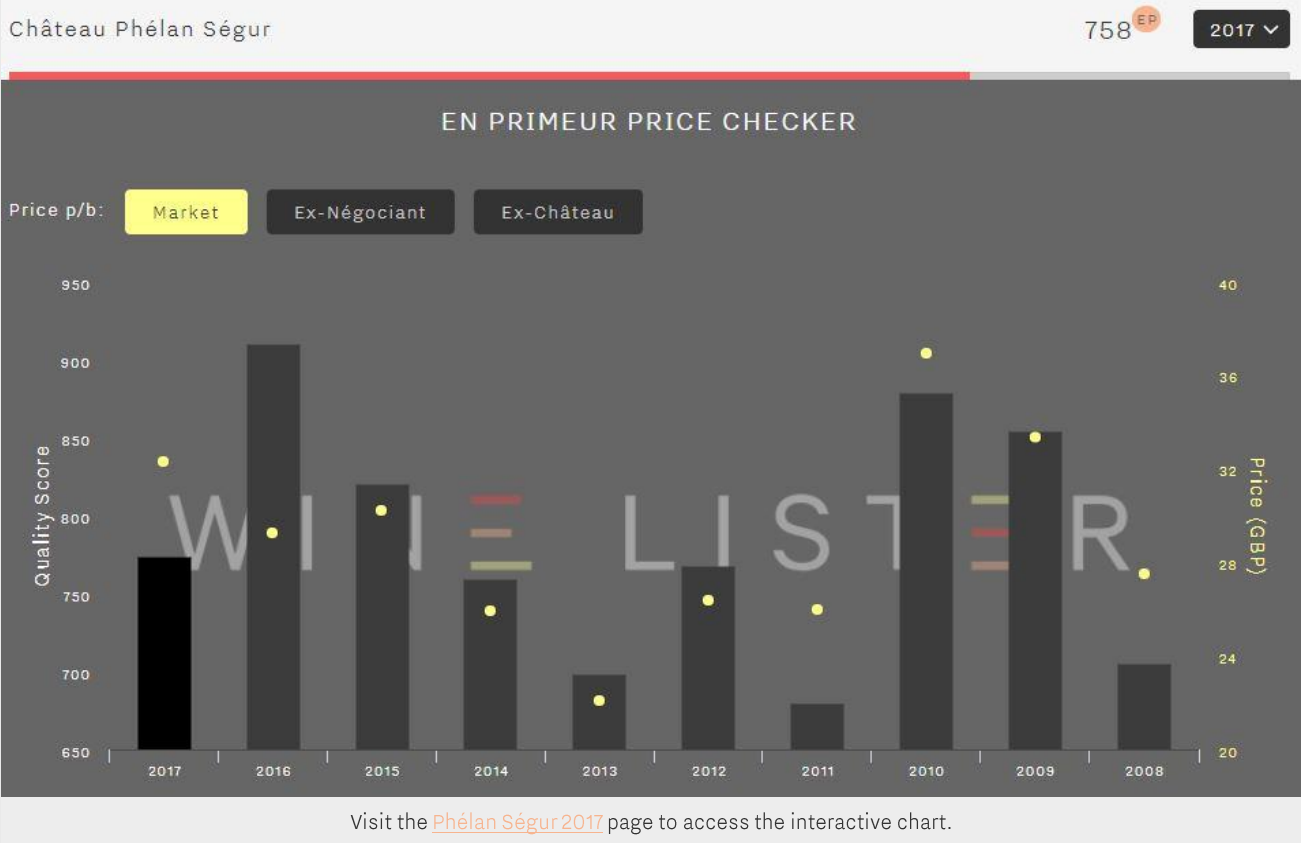 Château Phélan Ségur
758 EP
2017
EN PRIMEUR PRICE CHECKER
Price p/b: Market Ex-Négociant Ex-Château
950
900
850
800
750
700
650
Quality Score
WINE LISTER
40
36
32
28
24
20
Price (GBP)
2017 2016 2015 2014 2013 2012 2011 2010 2009 2008
Visit the Phélan Ségur 2017 page to access the interactive chart.